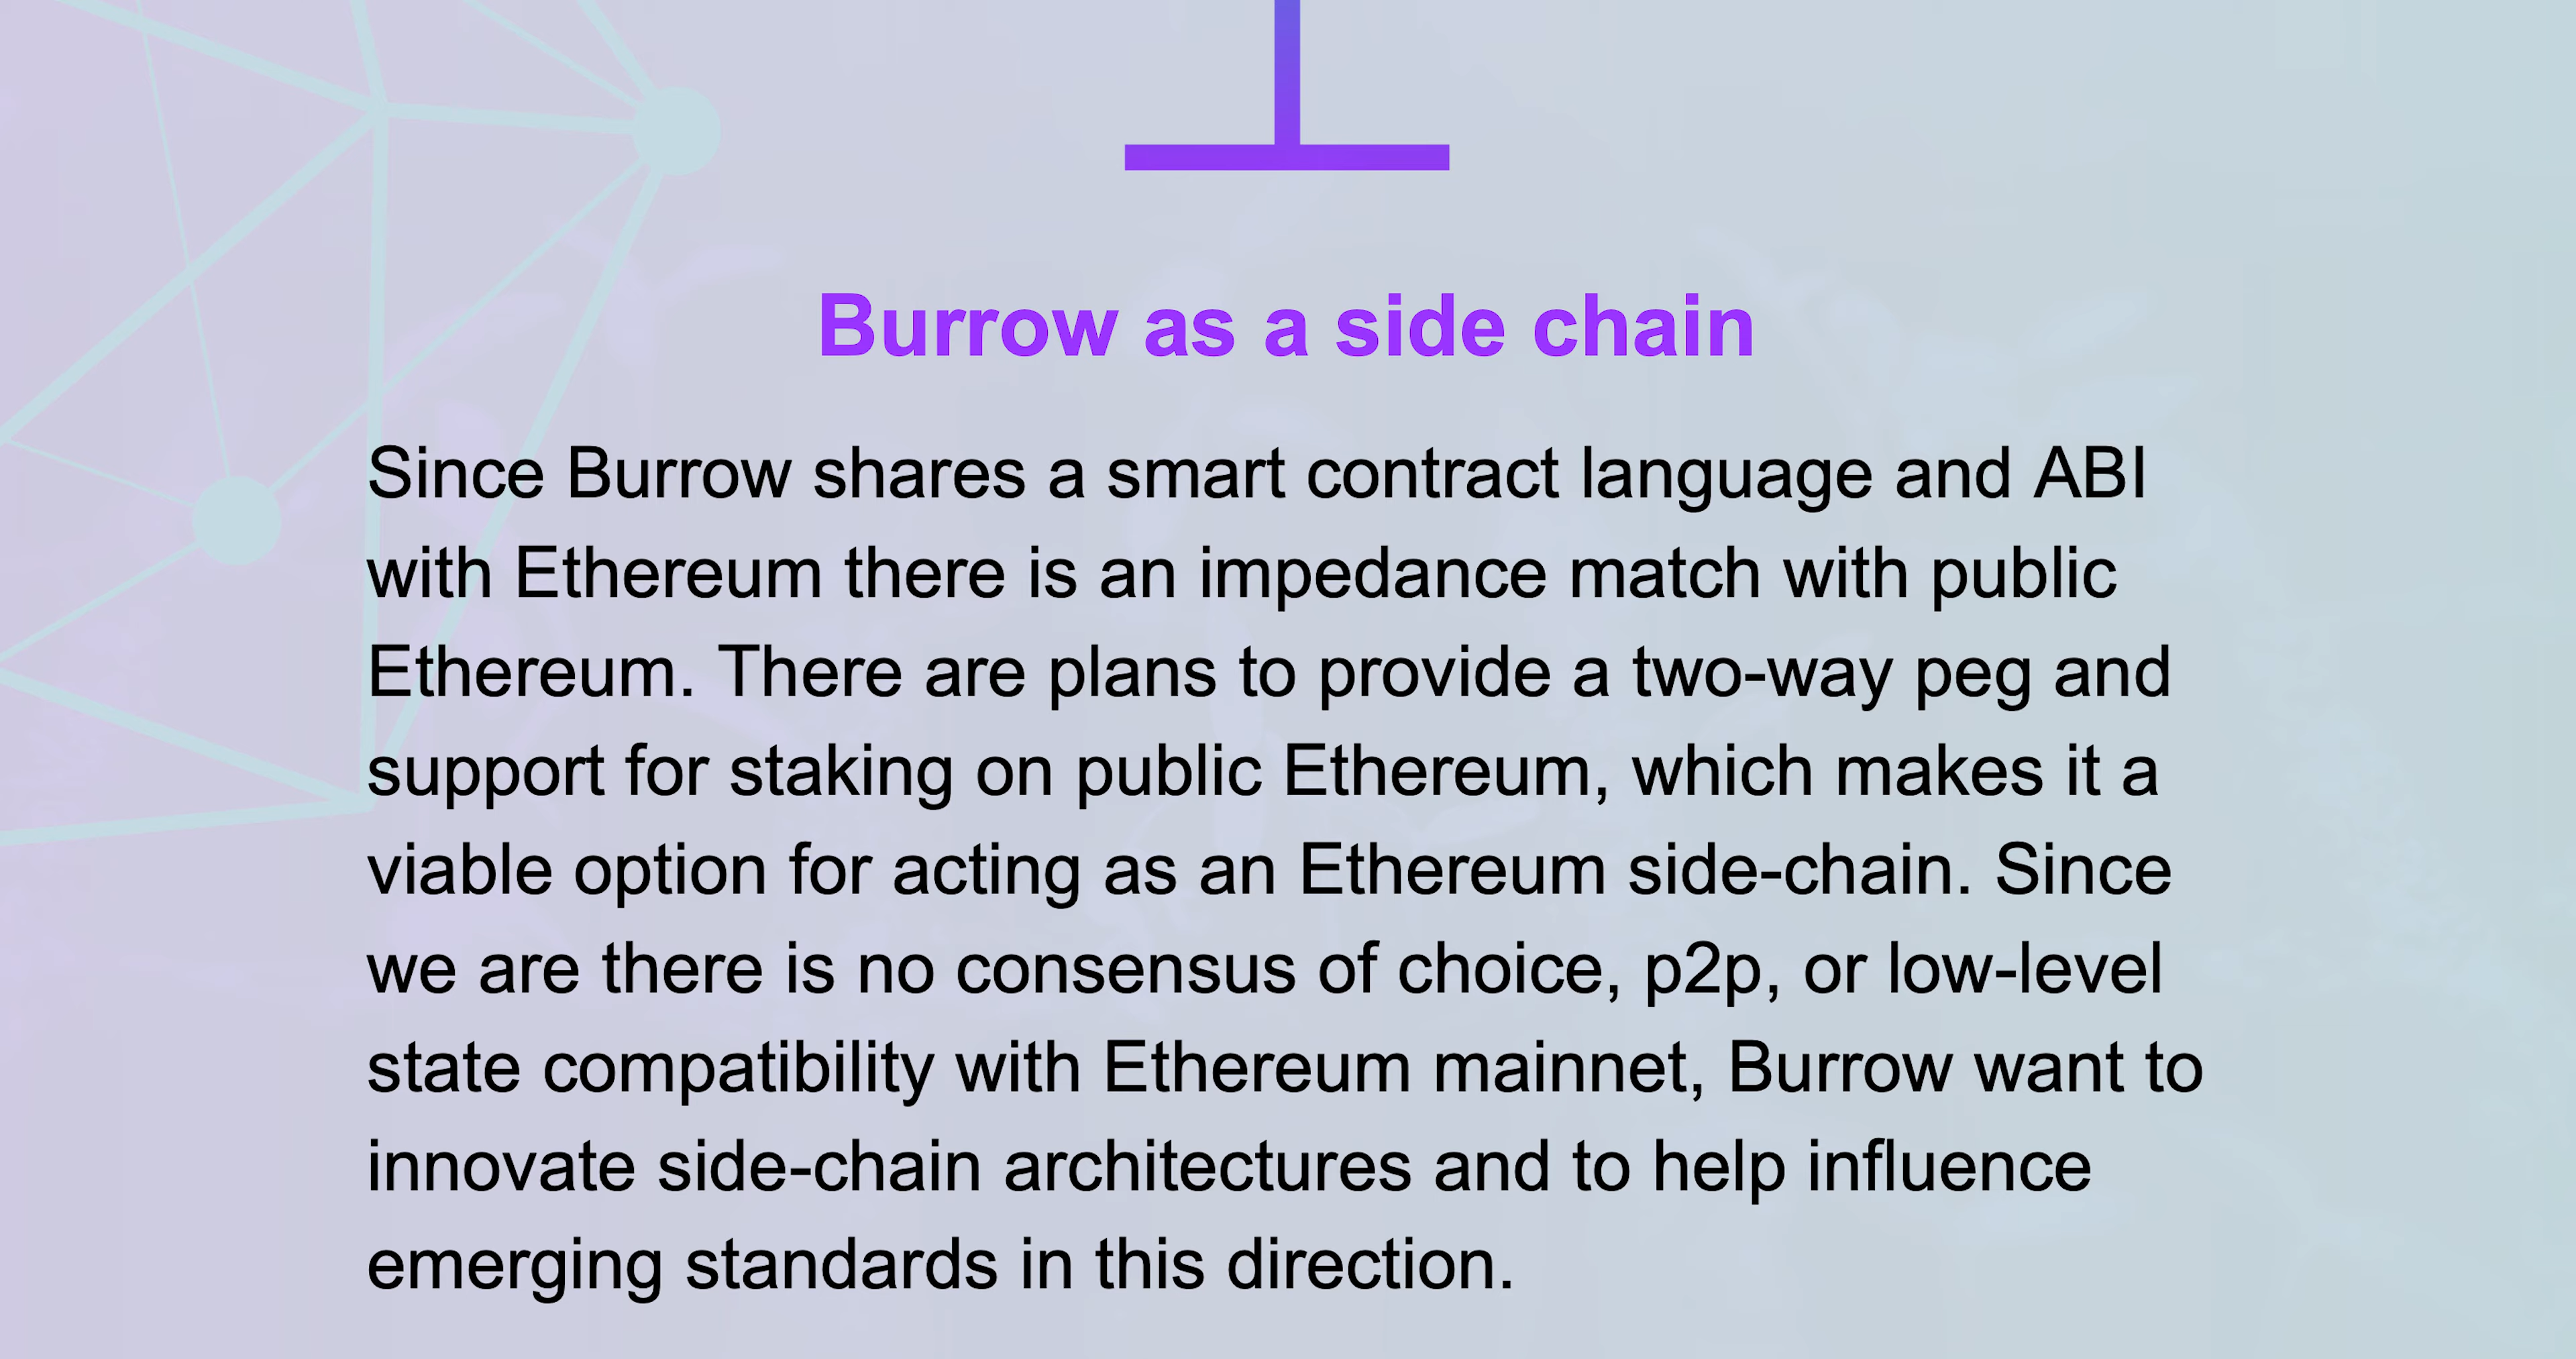 Burrow as a side chain
Since Burrow shares a smart contract language and ABI
with Ethereum there is an impedance match with public
Ethereum. There are plans to provide a two-way peg and
support for staking on public Ethereum, which makes it a
viable option for acting as an Ethereum side-chain. Since
we are there is no consensus of choice, p2p, or low-level
state compatibility with Ethereum mainnet, Burrow want to
innovate side-chain architectures and to help influence
emerging standards in this direction.